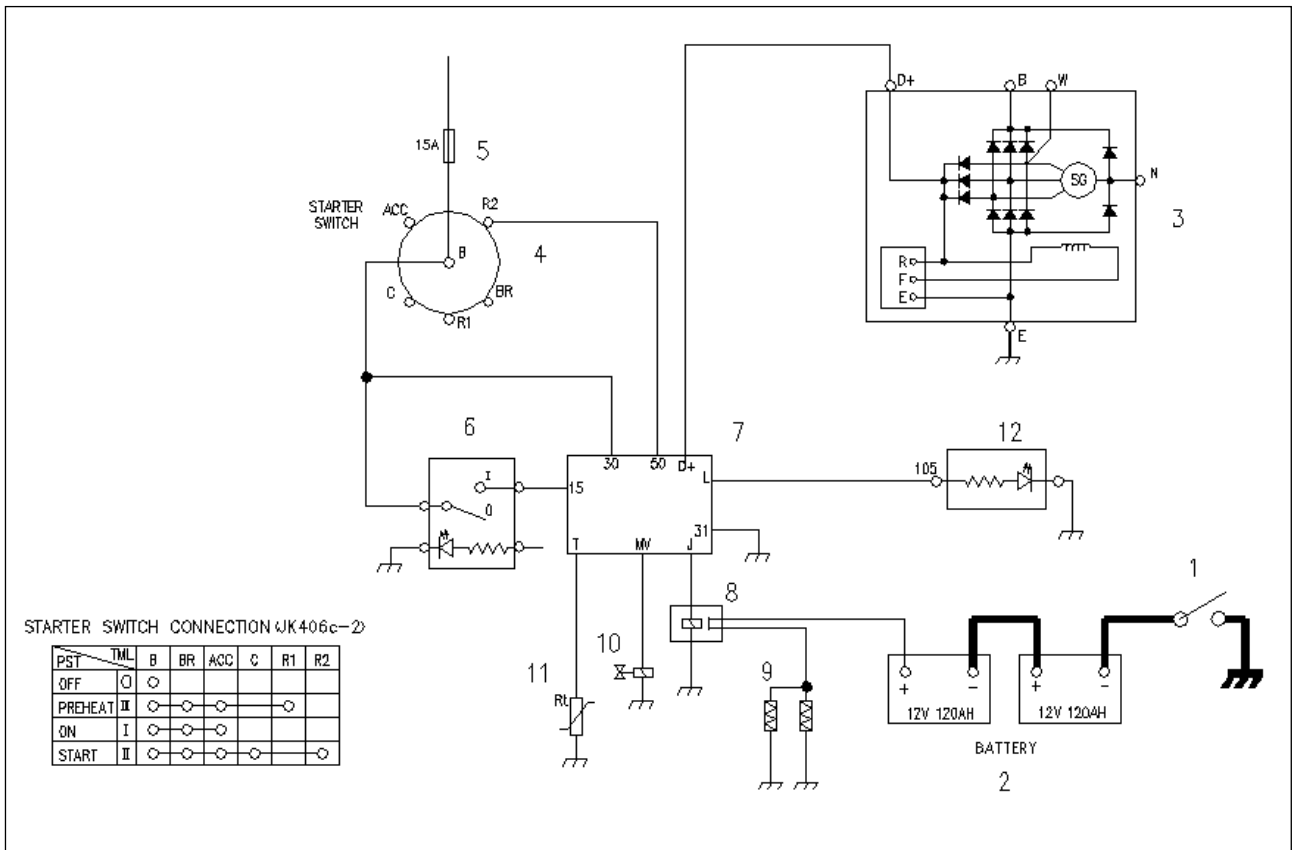 D+ B W
15A 5
SG N
STARTER
SWITCH
ACC R2
3
B 4
R
F
C BR
E
R1
E
6 7 12
30 50 D+
I 15 L 105
O
31
T MV J
8 1
STARTER SWITCH CONNECTION (JK406c-2)
PST TML B BR ACC C R1 R2
OFF O
PREHEAT II
ON I
START II
10 9
11
Rt
+ - + -
12V 120AH 12V 120AH
BATTERY
2